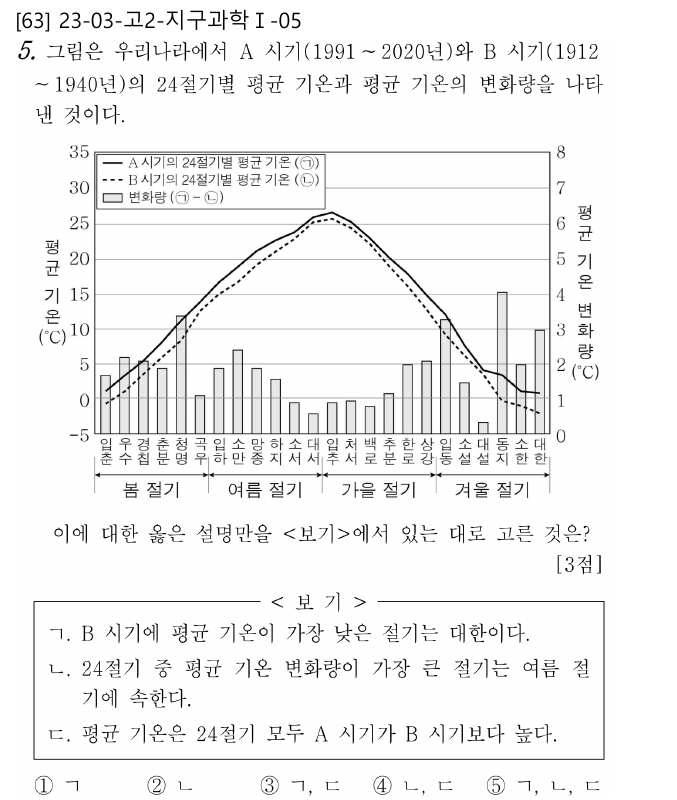 [63] 23-03-고2-지구과학Ⅰ-05
5. 그림은 우리나라에서 A 시기(1991～2020년)와 B 시기(1912
～1940년)의 24절기별 평균 기온과 평균 기온의 변화량을 나타
낸 것이다.
35
30
25
20
15
10
5
0
-5
평균 기온 (℃)
A 시기의 24절기별 평균 기온 (㉠)
B 시기의 24절기별 평균 기온 (㉡)
변화량 (㉠-㉡)
8
7
6
5
4
3
2
1
0
평균 기온 변화량 (℃)
입춘 우수 경칩 춘분 청명 곡우 입하 소만 망종 하지 소서 대서 입추 처서 백로 추분 한로 상강 입동 소설 대설 동지 소한 대한
봄 절기 여름 절기 가을 절기 겨울 절기
이에 대한 옳은 설명만을 <보기>에서 있는 대로 고른 것은?
[3점]
< 보 기 >
ㄱ. B 시기에 평균 기온이 가장 낮은 절기는 대한이다.
ㄴ. 24절기 중 평균 기온 변화량이 가장 큰 절기는 여름 절
기에 속한다.
ㄷ. 평균 기온은 24절기 모두 A 시기가 B 시기보다 높다.
① ㄱ ② ㄴ ③ ㄱ, ㄷ ④ ㄴ, ㄷ ⑤ ㄱ, ㄴ, ㄷ